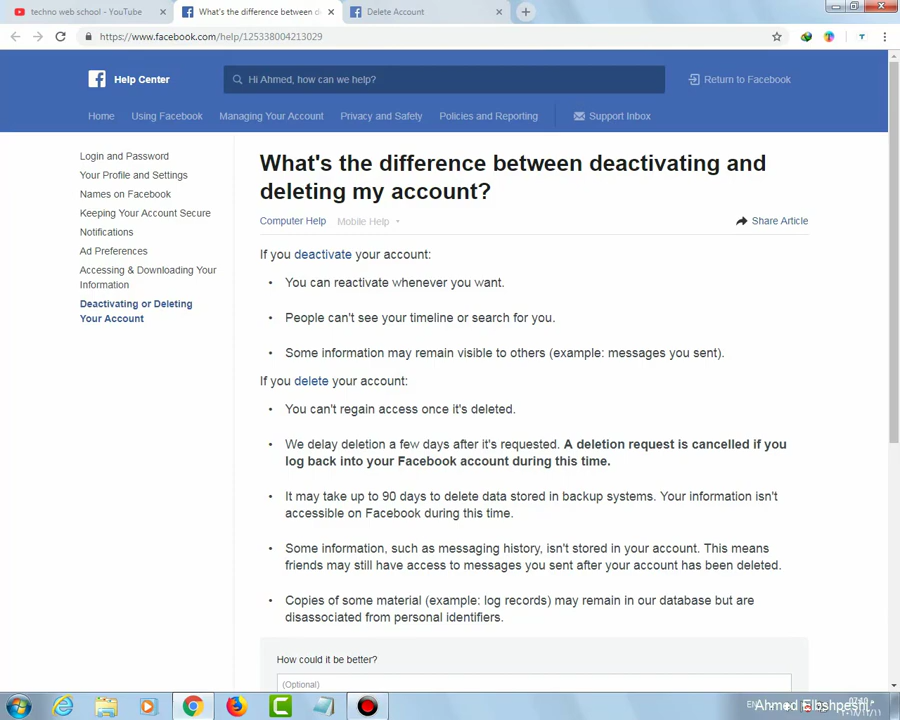 techno web school - YouTube
What's the difference between d
Delete Account
https://www.facebook.com/help/125338004213029
Help Center
Hi Ahmed, how can we help?
Return to Facebook
Home
Using Facebook
Managing Your Account
Privacy and Safety
Policies and Reporting
Support Inbox
Login and Password
Your Profile and Settings
Names on Facebook
Keeping Your Account Secure
Notifications
Ad Preferences
Accessing & Downloading Your
Information
Deactivating or Deleting
Your Account
What's the difference between deactivating and
deleting my account?
Computer Help
Mobile Help
Share Article
If you deactivate your account:
• You can reactivate whenever you want.
• People can't see your timeline or search for you.
• Some information may remain visible to others (example: messages you sent).
If you delete your account:
• You can't regain access once it's deleted.
• We delay deletion a few days after it's requested. A deletion request is cancelled if you
log back into your Facebook account during this time.
• It may take up to 90 days to delete data stored in backup systems. Your information isn't
accessible on Facebook during this time.
• Some information, such as messaging history, isn't stored in your account. This means
friends may still have access to messages you sent after your account has been deleted.
• Copies of some material (example: log records) may remain in our database but are
disassociated from personal identifiers.
How could it be better?
(Optional)
Ahmed Elbshpeshi